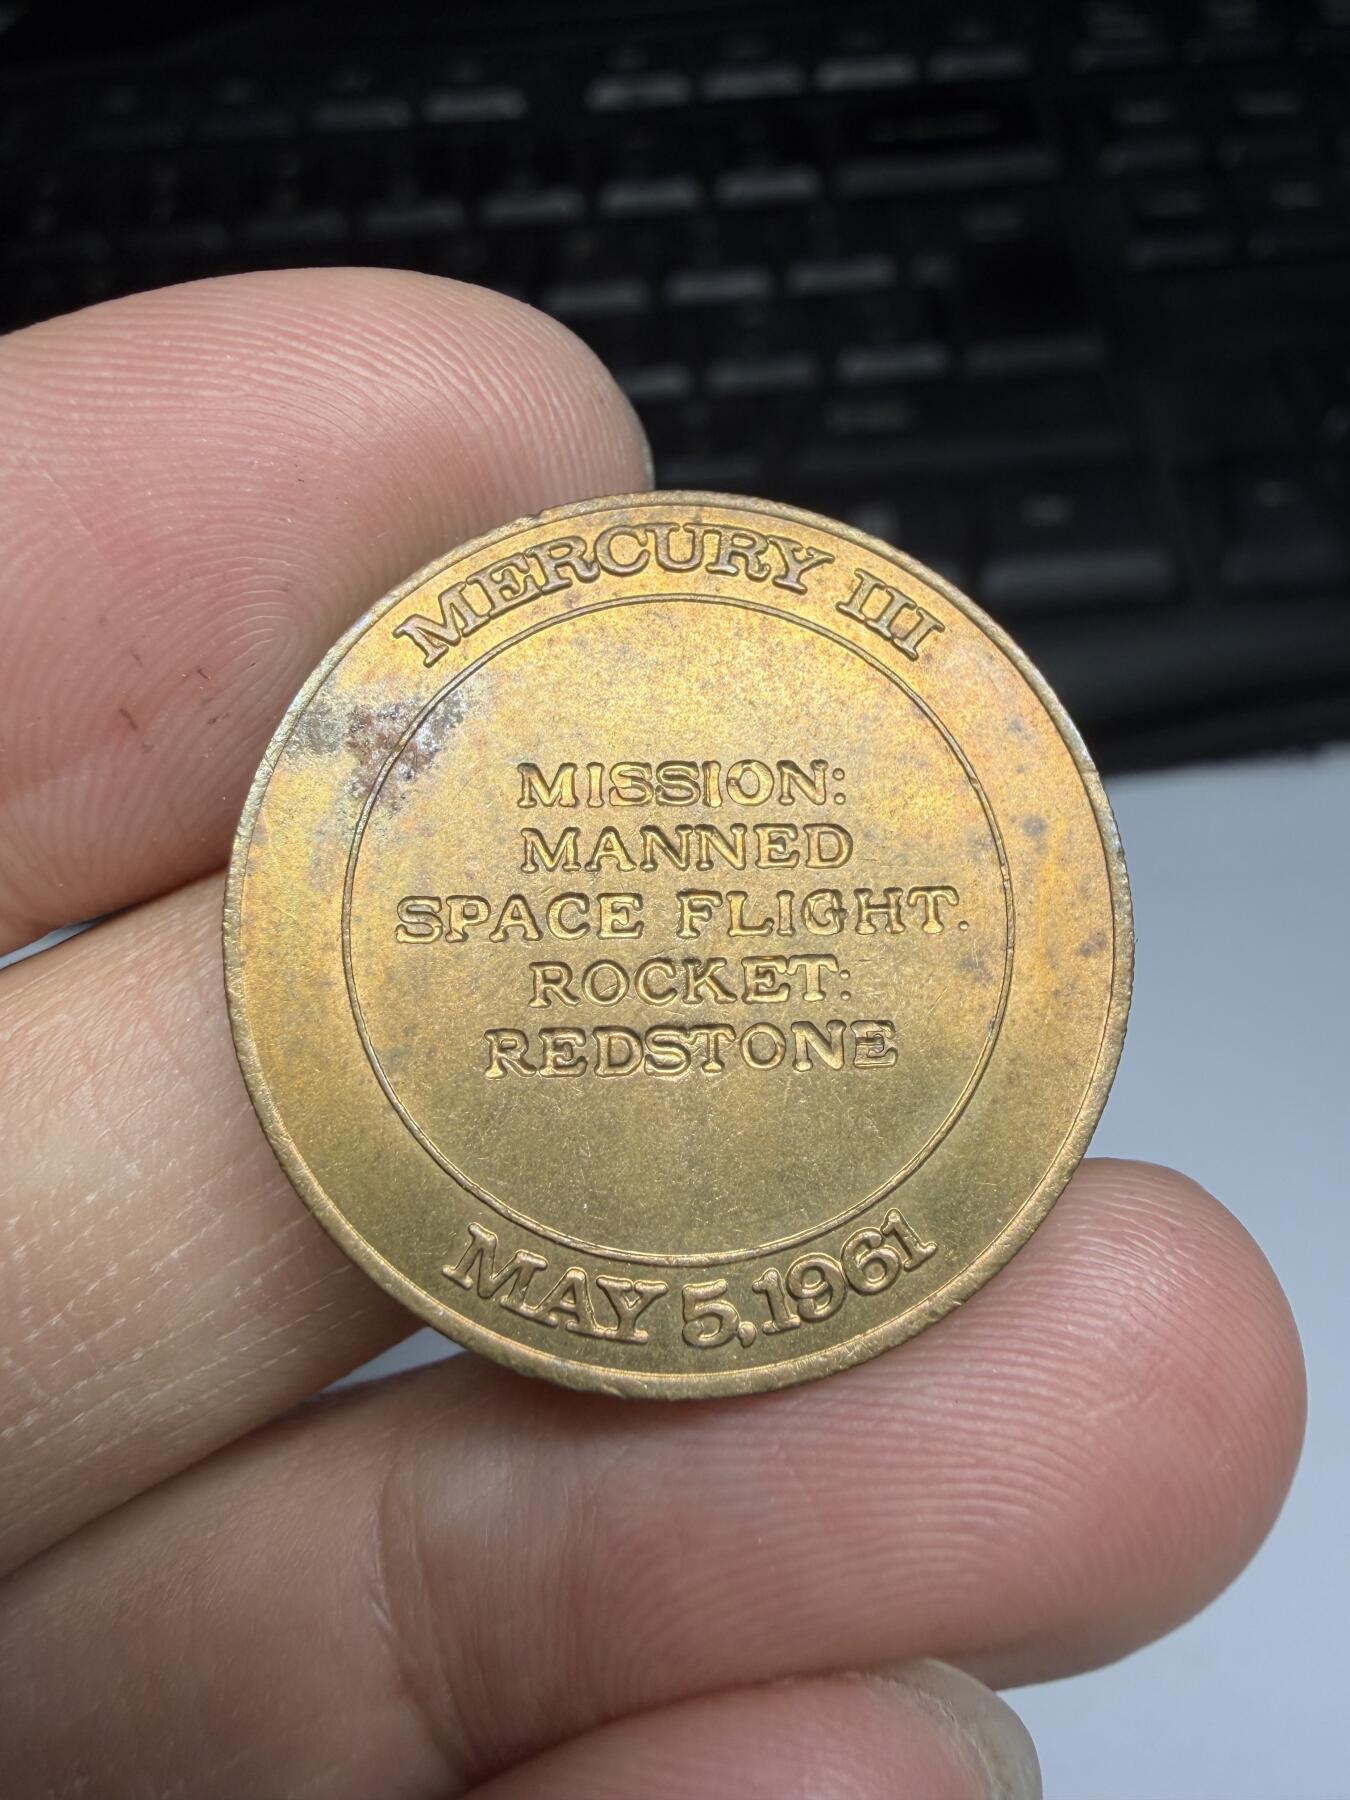 MERCURY III
MISSION:
MANNED
SPACE FLIGHT.
ROCKET:
REDSTONE
MAY 5, 1961